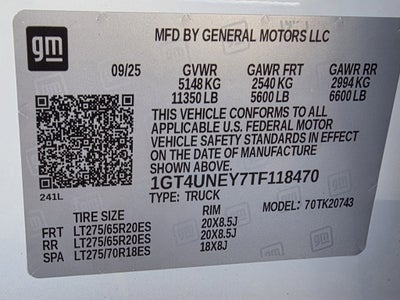 gm
MFD BY GENERAL MOTORS LLC
09/25 GVWR GAWR FRT GAWR RR
5148 KG 2540 KG 2994 KG
11350 LB 5600 LB 6600 LB
THIS VEHICLE CONFORMS TO ALL
APPLICABLE U.S. FEDERAL MOTOR
VEHICLE SAFETY STANDARDS IN EFFECT
ON THE DATE OF MANUFACTURE
SHOWN ABOVE.
1GT4UNEY7TF118470
241L TYPE: TRUCK MODEL: 70TK20743
TIRE SIZE RIM
FRT LT275/65R20ES 20X8.5J
RR LT275/65R20ES 20X8.5J
SPA LT275/70R18ES 18X8J